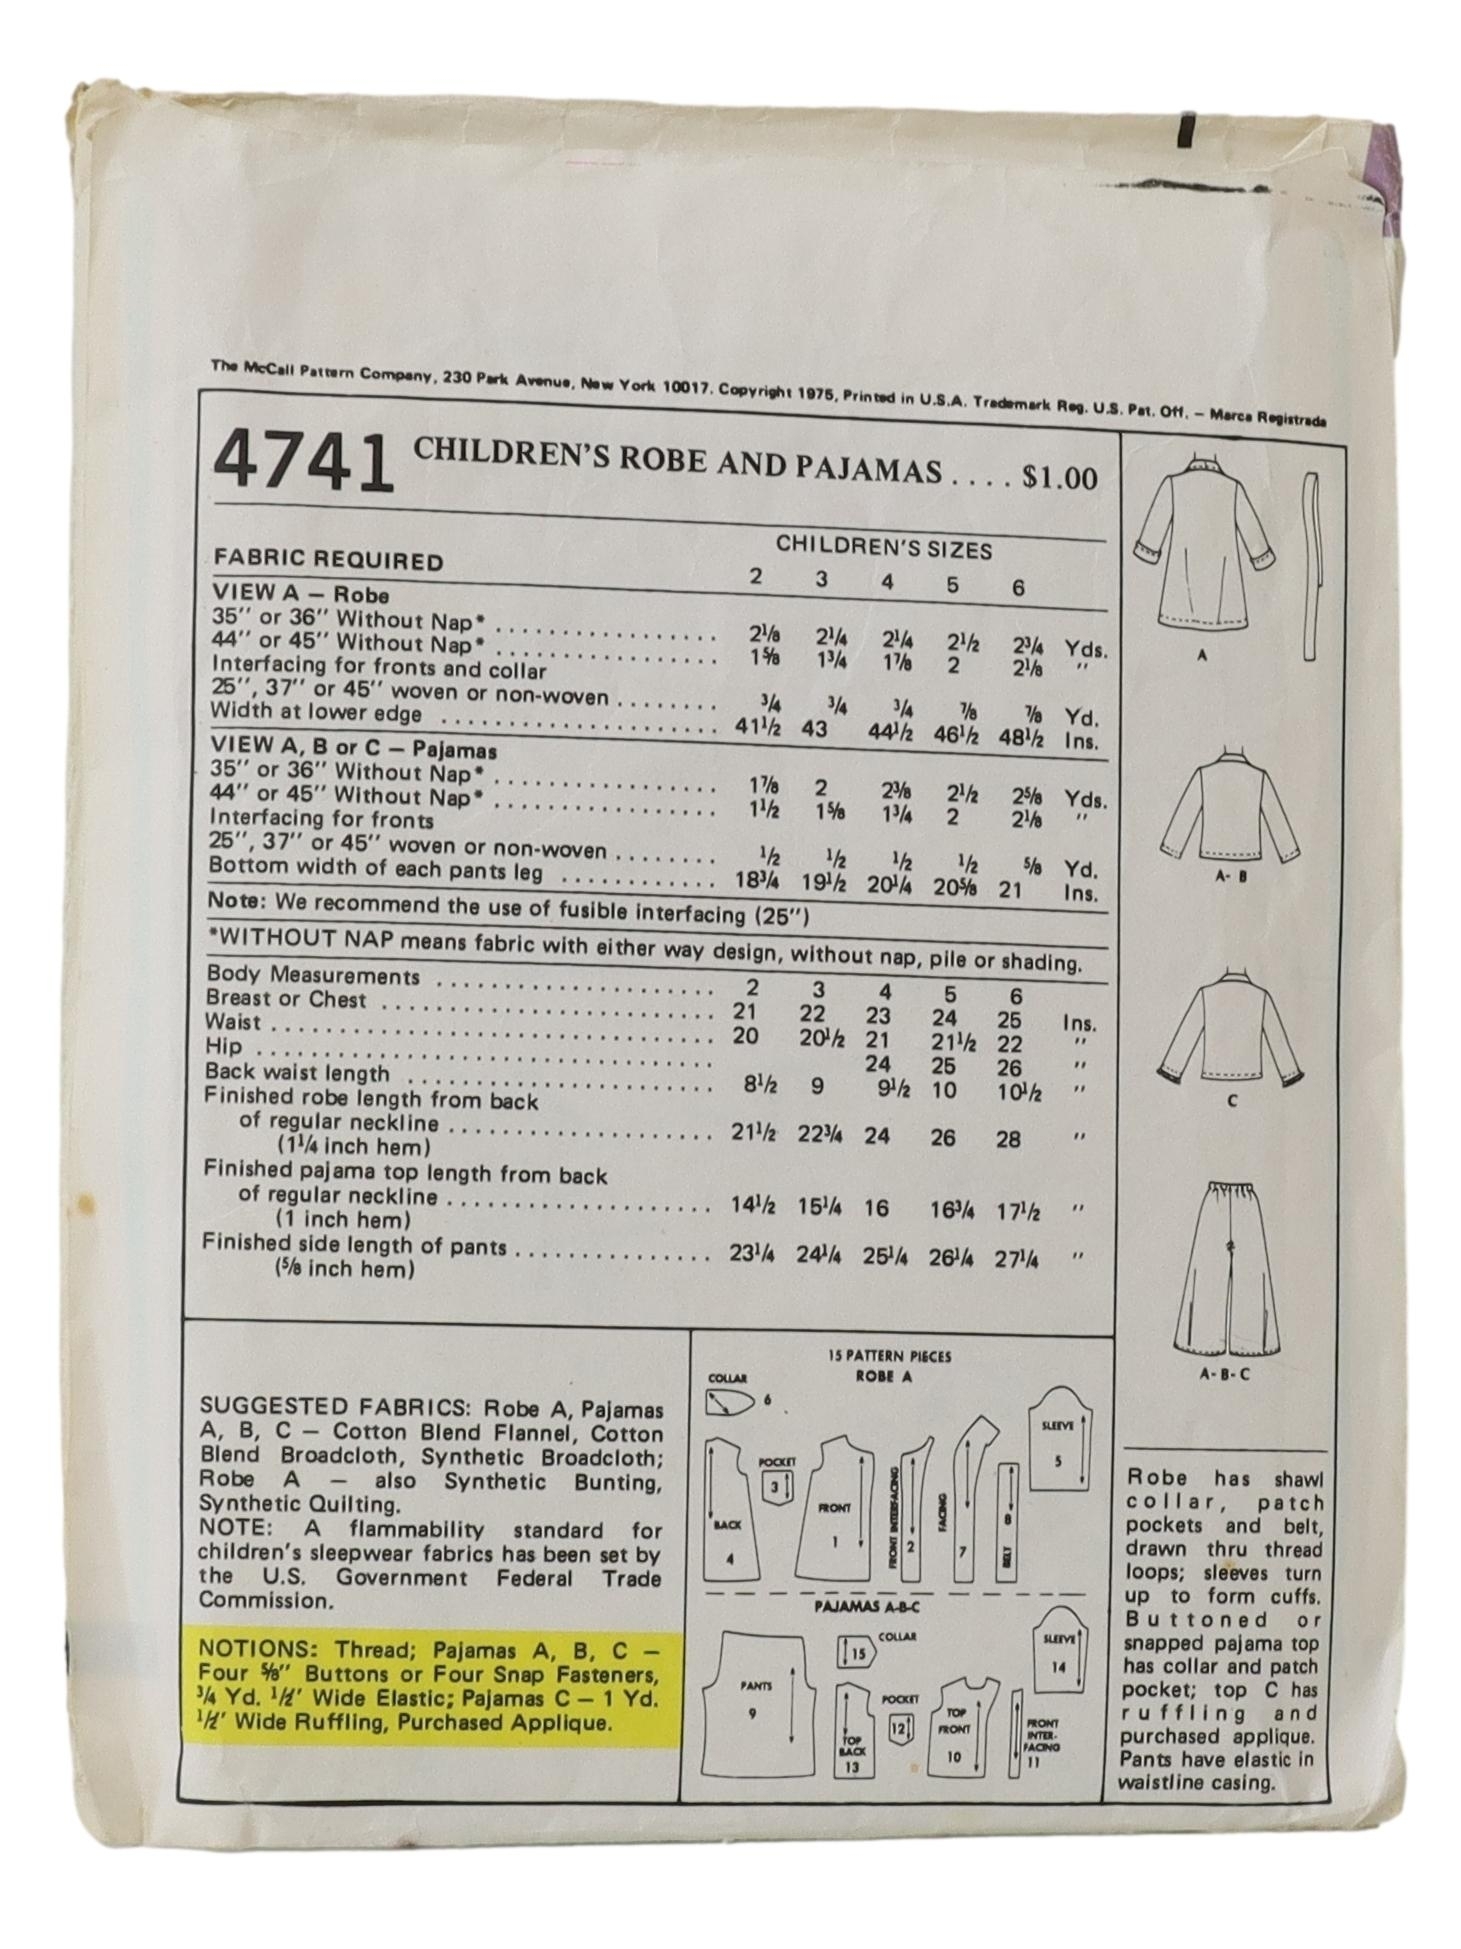 The McCall Pattern Company, 230 Park Avenue, New York 10017. Copyright 1975, Printed in U.S.A. Trademark Reg. U.S. Pat. Off. – Marca Registrada
4741 CHILDREN'S ROBE AND PAJAMAS . . . . $1.00
CHILDREN'S SIZES
FABRIC REQUIRED 2 3 4 5 6
VIEW A – Robe
35'' or 36'' Without Nap* . . . . . . . . . . . . . . . . . 2⅛ 2¼ 2¼ 2½ 2¾ Yds.
44'' or 45'' Without Nap* . . . . . . . . . . . . . . . . . 1⅝ 1¾ 1⅞ 2 2⅛ ''
Interfacing for fronts and collar
25'', 37'' or 45'' woven or non-woven . . . . . . . . ¾ ¾ ¾ ⅞ ⅞ Yd.
Width at lower edge . . . . . . . . . . . . . . . . . . . . . 41½ 43 44½ 46½ 48½ Ins.
VIEW A, B or C – Pajamas
35'' or 36'' Without Nap* . . . . . . . . . . . . . . . . . 1⅞ 2 2⅜ 2½ 2⅝ Yds.
44'' or 45'' Without Nap* . . . . . . . . . . . . . . . . . 1½ 1⅝ 1¾ 2 2⅛ ''
Interfacing for fronts
25'', 37'' or 45'' woven or non-woven . . . . . . . . ½ ½ ½ ½ ⅝ Yd.
Bottom width of each pants leg . . . . . . . . . . . . 18¾ 19½ 20¼ 20⅝ 21 Ins.
Note: We recommend the use of fusible interfacing (25'')
*WITHOUT NAP means fabric with either way design, without nap, pile or shading.
Body Measurements . . . . . . . . . . . . . . . . . . . . . 2 3 4 5 6
Breast or Chest . . . . . . . . . . . . . . . . . . . . . . . . 21 22 23 24 25 Ins.
Waist . . . . . . . . . . . . . . . . . . . . . . . . . . . . . . . . 20 20½ 21 21½ 22 ''
Hip . . . . . . . . . . . . . . . . . . . . . . . . . . . . . . . . . 24 25 26 ''
Back waist length . . . . . . . . . . . . . . . . . . . . . . . 8½ 9 9½ 10 10½ ''
Finished robe length from back
of regular neckline . . . . . . . . . . . . . . . . . . . . 21½ 22¾ 24 26 28 ''
(1¼ inch hem)
Finished pajama top length from back
of regular neckline . . . . . . . . . . . . . . . . . . . . 14½ 15¼ 16 16¾ 17½ ''
(1 inch hem)
Finished side length of pants . . . . . . . . . . . . . . . 23¼ 24¼ 25¼ 26¼ 27¼ ''
(⅝ inch hem)
A
A- B
C
A- B- C
SUGGESTED FABRICS: Robe A, Pajamas
A, B, C – Cotton Blend Flannel, Cotton
Blend Broadcloth, Synthetic Broadcloth;
Robe A – also Synthetic Bunting,
Synthetic Quilting.
NOTE: A flammability standard for
children's sleepwear fabrics has been set by
the U.S. Government Federal Trade
Commission.
NOTIONS: Thread; Pajamas A, B, C –
Four ⅝'' Buttons or Four Snap Fasteners,
¾ Yd. ½'' Wide Elastic; Pajamas C – 1 Yd.
½'' Wide Ruffling, Purchased Applique.
15 PATTERN PIECES
ROBE A
COLLAR
6
BACK
4
POCKET
3
FRONT
1
FRONT INTERFACING
2
FACING
7
BELT
8
SLEEVE
5
PAJAMAS A-B-C
PANTS
9
COLLAR
15
TOP
BACK
13
POCKET
12
TOP
FRONT
10
FRONT
INTER-
FACING
11
SLEEVE
14
Robe has shawl
collar, patch
pockets and belt,
drawn thru thread
loops; sleeves turn
up to form cuffs.
Buttoned or
snapped pajama top
has collar and patch
pocket; top C has
ruffling and
purchased applique.
Pants have elastic in
waistline casing.